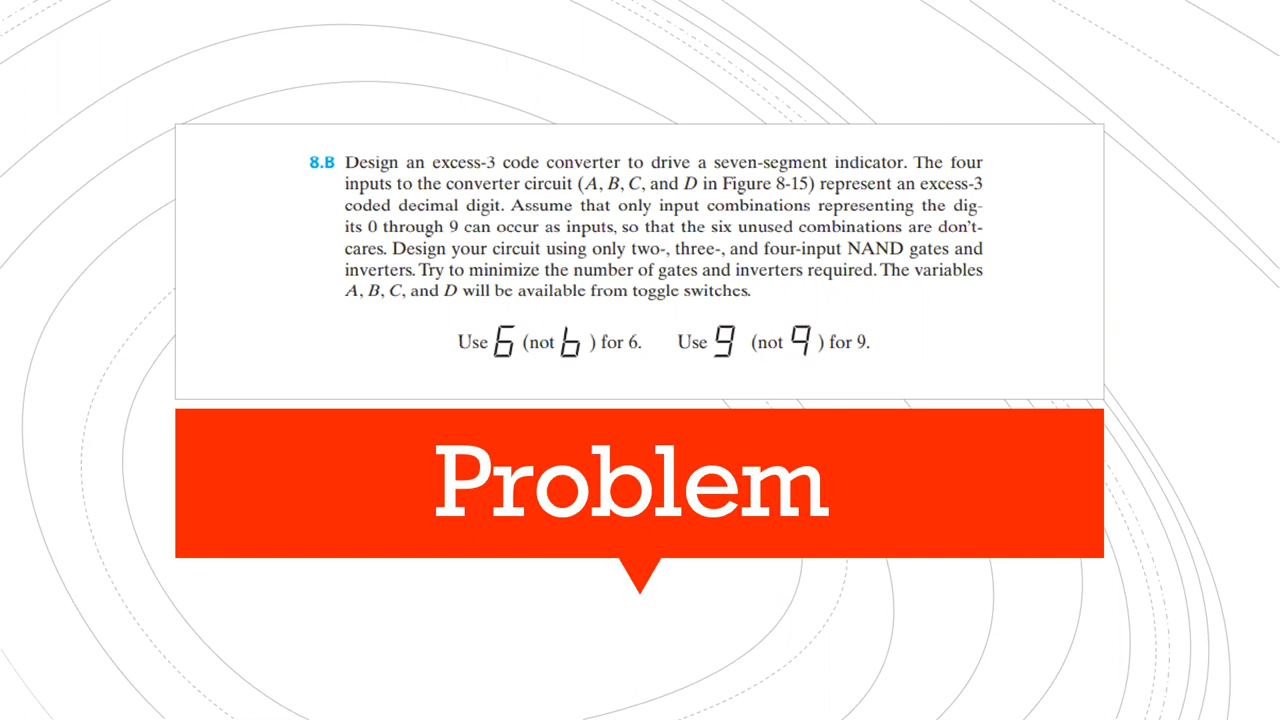 8.B Design an excess-3 code converter to drive a seven-segment indicator. The four
inputs to the converter circuit (A, B, C, and D in Figure 8-15) represent an excess-3
coded decimal digit. Assume that only input combinations representing the dig-
its 0 through 9 can occur as inputs, so that the six unused combinations are don't-
cares. Design your circuit using only two-, three-, and four-input NAND gates and
inverters. Try to minimize the number of gates and inverters required. The variables
A, B, C, and D will be available from toggle switches.
Use 6 (not b ) for 6. Use 9 (not 9 ) for 9.
Problem